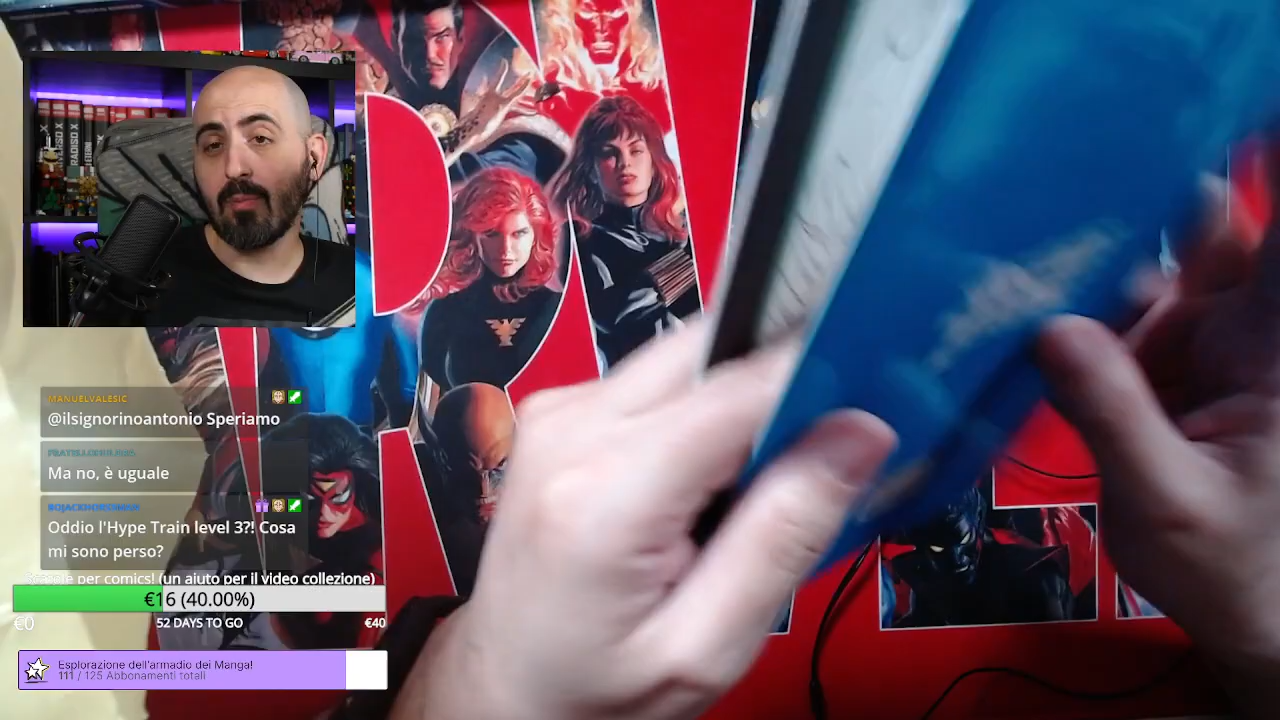 MANUELVALESIC
@ilsignorinoantonio Speriamo
Ma no, è uguale
Oddio l'Hype Train level 3?! Cosa
mi sono perso?
per comics! (un aiuto per il video collezione)
€16 (40.00%)
€0
52 DAYS TO GO
€40
Esplorazione dell'armadio dei Manga!
111 / 125 Abbonamenti totali